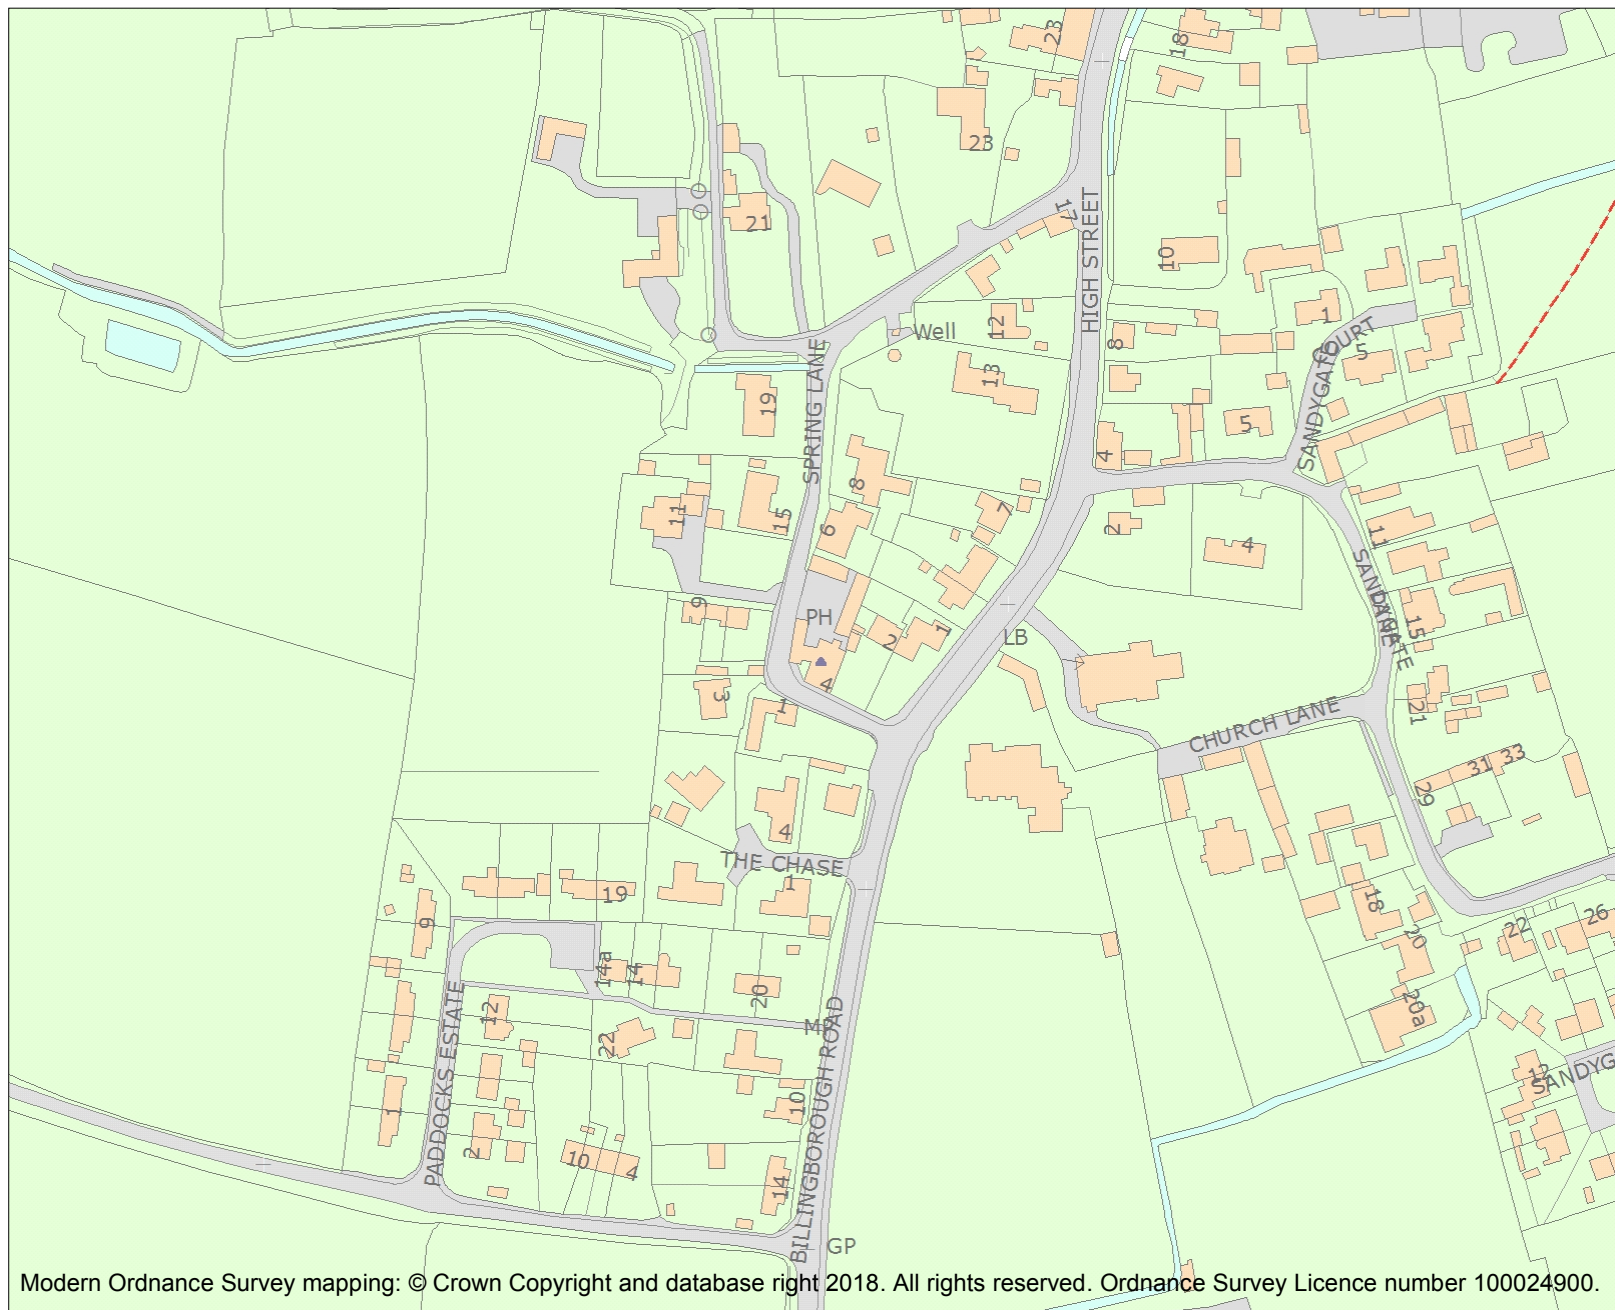 23
18
23
21
17
HIGH STREET
10
Well
12
8
1
SANDYGATE COURT
5
13
19
SPRING LANE
5
4
8
11
15
6
7
2
4
11
SANDYGATE
LANE
15
9
PH
2
1
LB
4
3
1
21
CHURCH LANE
31
33
29
4
THE CHASE
1
19
9
18
20
22
26
14a
14
20
20a
12
22
MP
PADDOCKS ESTATE
BILLINGBOROUGH ROAD
10
12
SANDYG
1
2
10
4
14
GP
Modern Ordnance Survey mapping: © Crown Copyright and database right 2018. All rights reserved. Ordnance Survey Licence number 100024900.